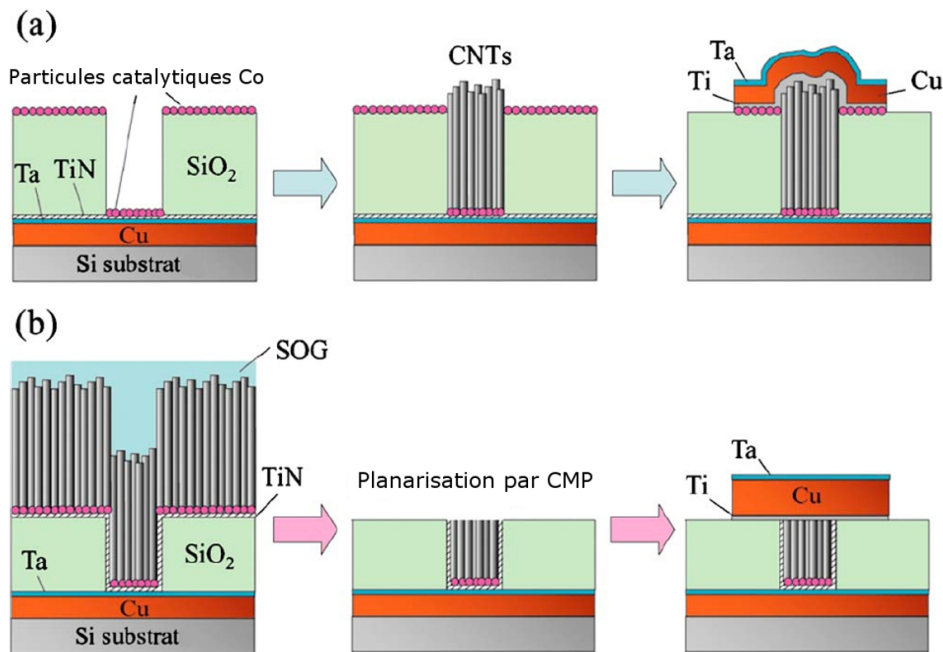 (a)
Particules catalytiques Co
CNTs
Ta
Ti
Cu
Ta
TiN
SiO2
Cu
Si substrat
(b)
SOG
TiN
Planarisation par CMP
Ta
Ti
Cu
SiO2
Ta
Cu
Si substrat